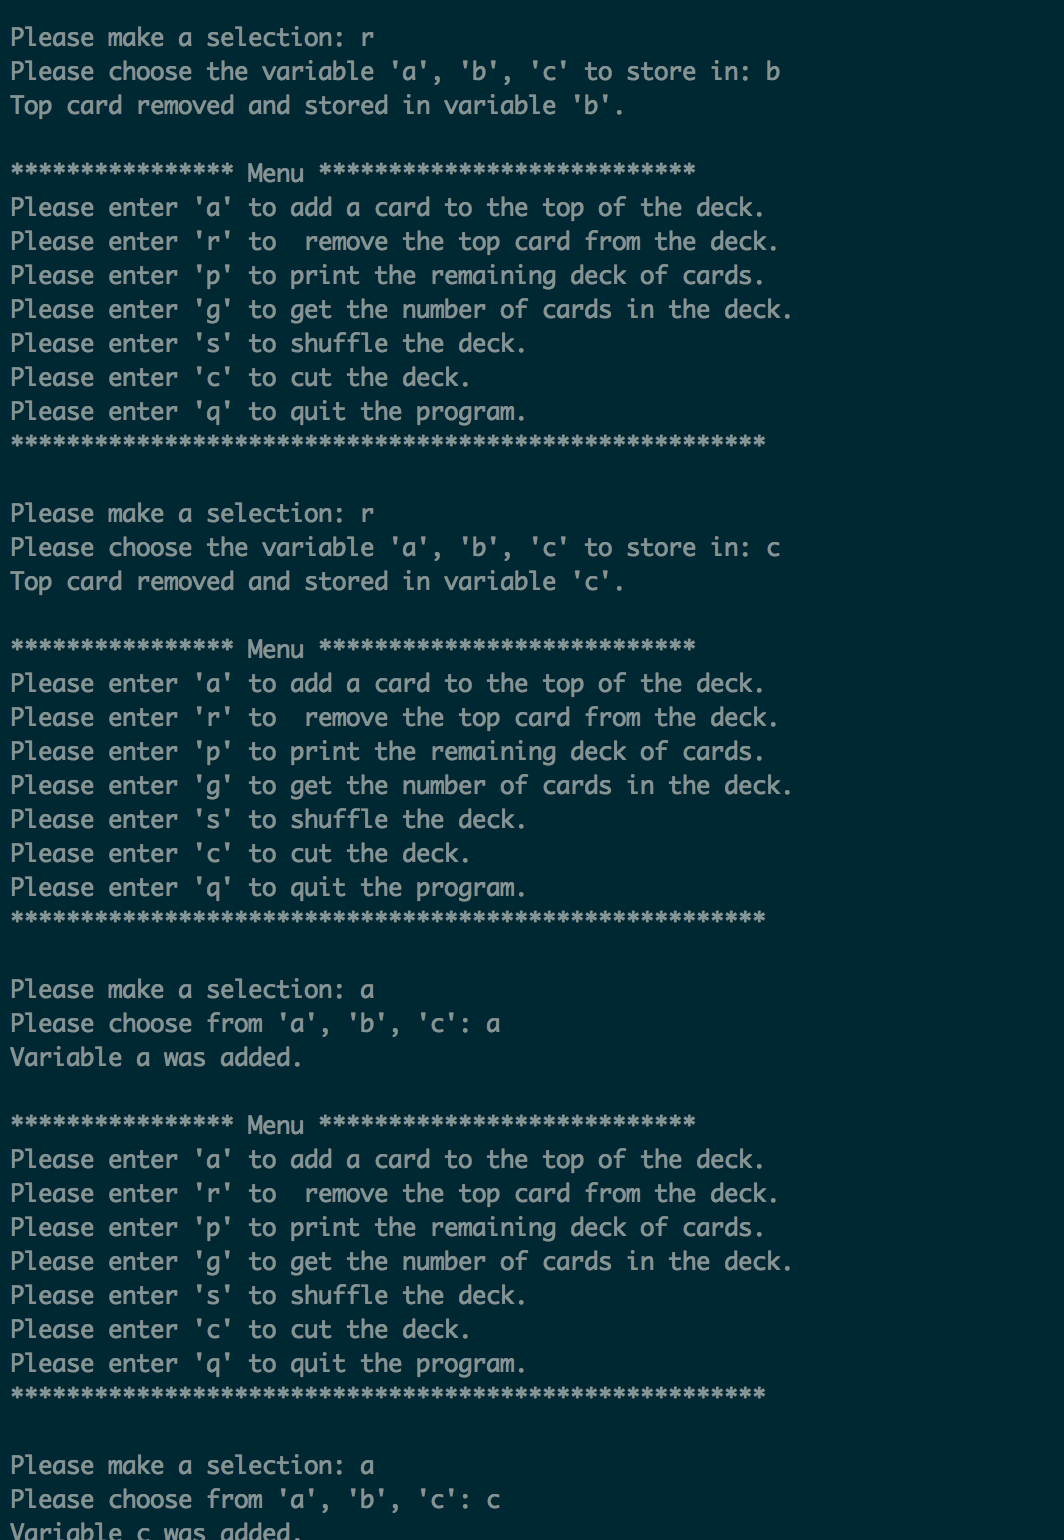 Please make a selection: r
Please choose the variable 'a', 'b', 'c' to store in: b
Top card removed and stored in variable 'b'.
**************** Menu ***************************
Please enter 'a' to add a card to the top of the deck.
Please enter 'r' to  remove the top card from the deck.
Please enter 'p' to print the remaining deck of cards.
Please enter 'g' to get the number of cards in the deck.
Please enter 's' to shuffle the deck.
Please enter 'c' to cut the deck.
Please enter 'q' to quit the program.
******************************************************
Please make a selection: r
Please choose the variable 'a', 'b', 'c' to store in: c
Top card removed and stored in variable 'c'.
**************** Menu ***************************
Please enter 'a' to add a card to the top of the deck.
Please enter 'r' to  remove the top card from the deck.
Please enter 'p' to print the remaining deck of cards.
Please enter 'g' to get the number of cards in the deck.
Please enter 's' to shuffle the deck.
Please enter 'c' to cut the deck.
Please enter 'q' to quit the program.
******************************************************
Please make a selection: a
Please choose from 'a', 'b', 'c': a
Variable a was added.
**************** Menu ***************************
Please enter 'a' to add a card to the top of the deck.
Please enter 'r' to  remove the top card from the deck.
Please enter 'p' to print the remaining deck of cards.
Please enter 'g' to get the number of cards in the deck.
Please enter 's' to shuffle the deck.
Please enter 'c' to cut the deck.
Please enter 'q' to quit the program.
******************************************************
Please make a selection: a
Please choose from 'a', 'b', 'c': c
Variable c was added.